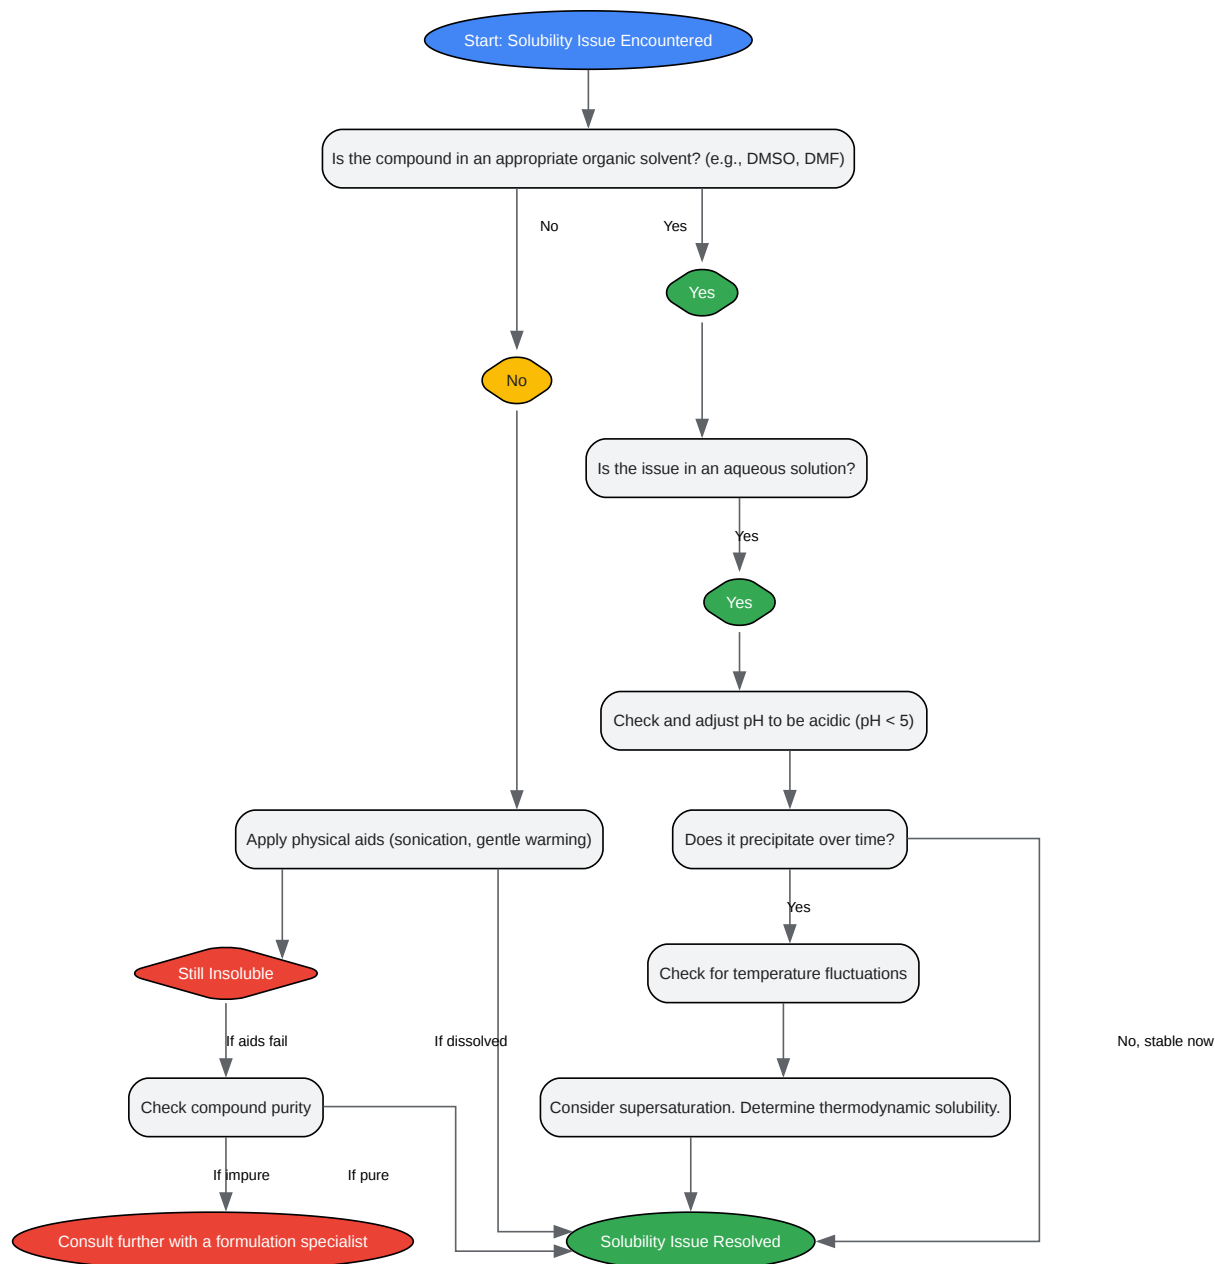 Start: Solubility Issue Encountered
Is the compound in an appropriate organic solvent? (e.g., DMSO, DMF)
No
Yes
Yes
No
Is the issue in an aqueous solution?
Yes
Yes
Check and adjust pH to be acidic (pH < 5)
Apply physical aids (sonication, gentle warming)
Does it precipitate over time?
Yes
Still Insoluble
Check for temperature fluctuations
If aids fail
If dissolved
No, stable now
Check compound purity
Consider supersaturation. Determine thermodynamic solubility.
If impure
If pure
Consult further with a formulation specialist
Solubility Issue Resolved